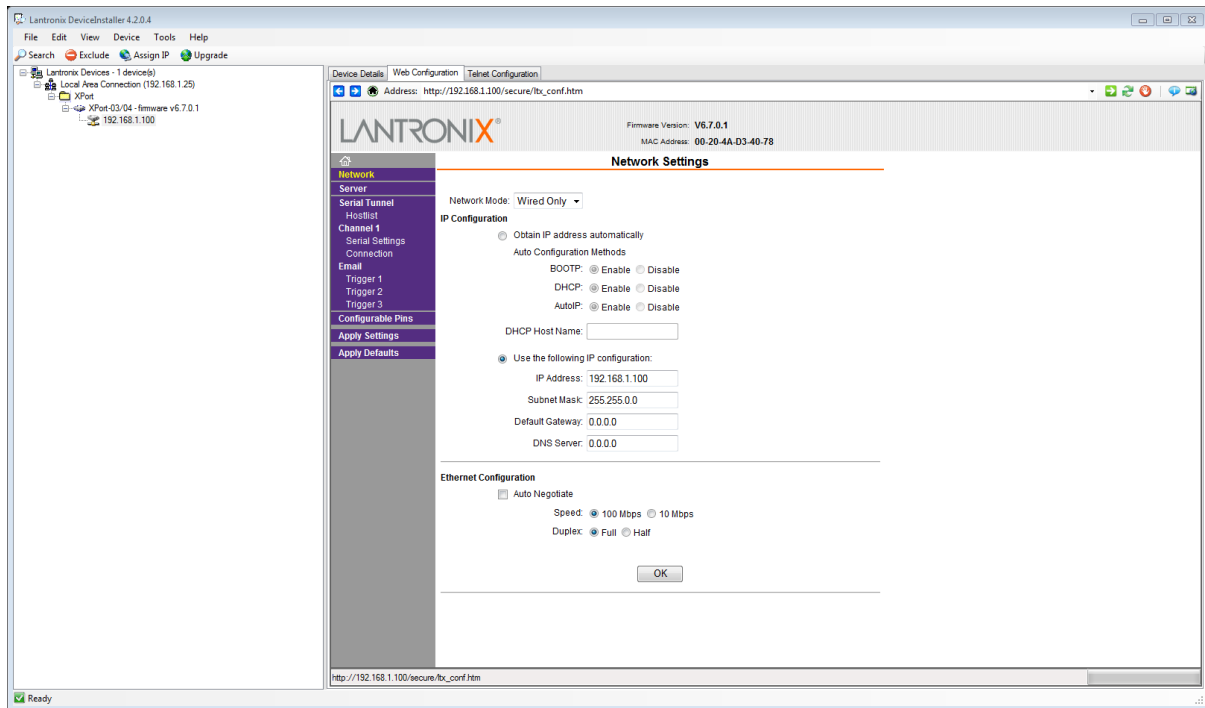 Lantronix DeviceInstaller 4.2.0.4
File Edit View Device Tools Help
Search Exclude Assign IP Upgrade
Lantronix Devices - 1 device(s)
Local Area Connection (192.168.1.25)
XPort
XPort-03/04 - firmware v6.7.0.1
192.168.1.100
Device Details Web Configuration Telnet Configuration
Address: http://192.168.1.100/secure/ltx_conf.htm
LANTRONIX®
Firmware Version: V6.7.0.1
MAC Address: 00-20-4A-D3-40-78
Network
Server
Serial Tunnel
Hostlist
Channel 1
Serial Settings
Connection
Email
Trigger 1
Trigger 2
Trigger 3
Configurable Pins
Apply Settings
Apply Defaults
Network Settings
Network Mode: Wired Only
IP Configuration
Obtain IP address automatically
Auto Configuration Methods
BOOTP: Enable Disable
DHCP: Enable Disable
AutoIP: Enable Disable
DHCP Host Name:
Use the following IP configuration:
IP Address: 192.168.1.100
Subnet Mask: 255.255.0.0
Default Gateway: 0.0.0.0
DNS Server: 0.0.0.0
Ethernet Configuration
Auto Negotiate
Speed: 100 Mbps 10 Mbps
Duplex: Full Half
OK
http://192.168.1.100/secure/ltx_conf.htm
Ready